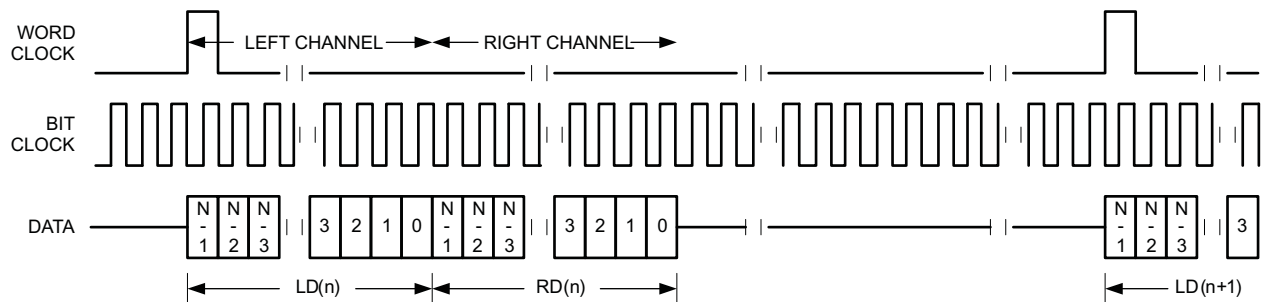 WORD
CLOCK
LEFT CHANNEL
RIGHT CHANNEL
BIT
CLOCK
DATA
N-1 N-2 N-3 3 2 1 0 N-1 N-2 N-3 3 2 1 0 N-1 N-2 N-3 3
LD(n) RD(n) LD(n+1)